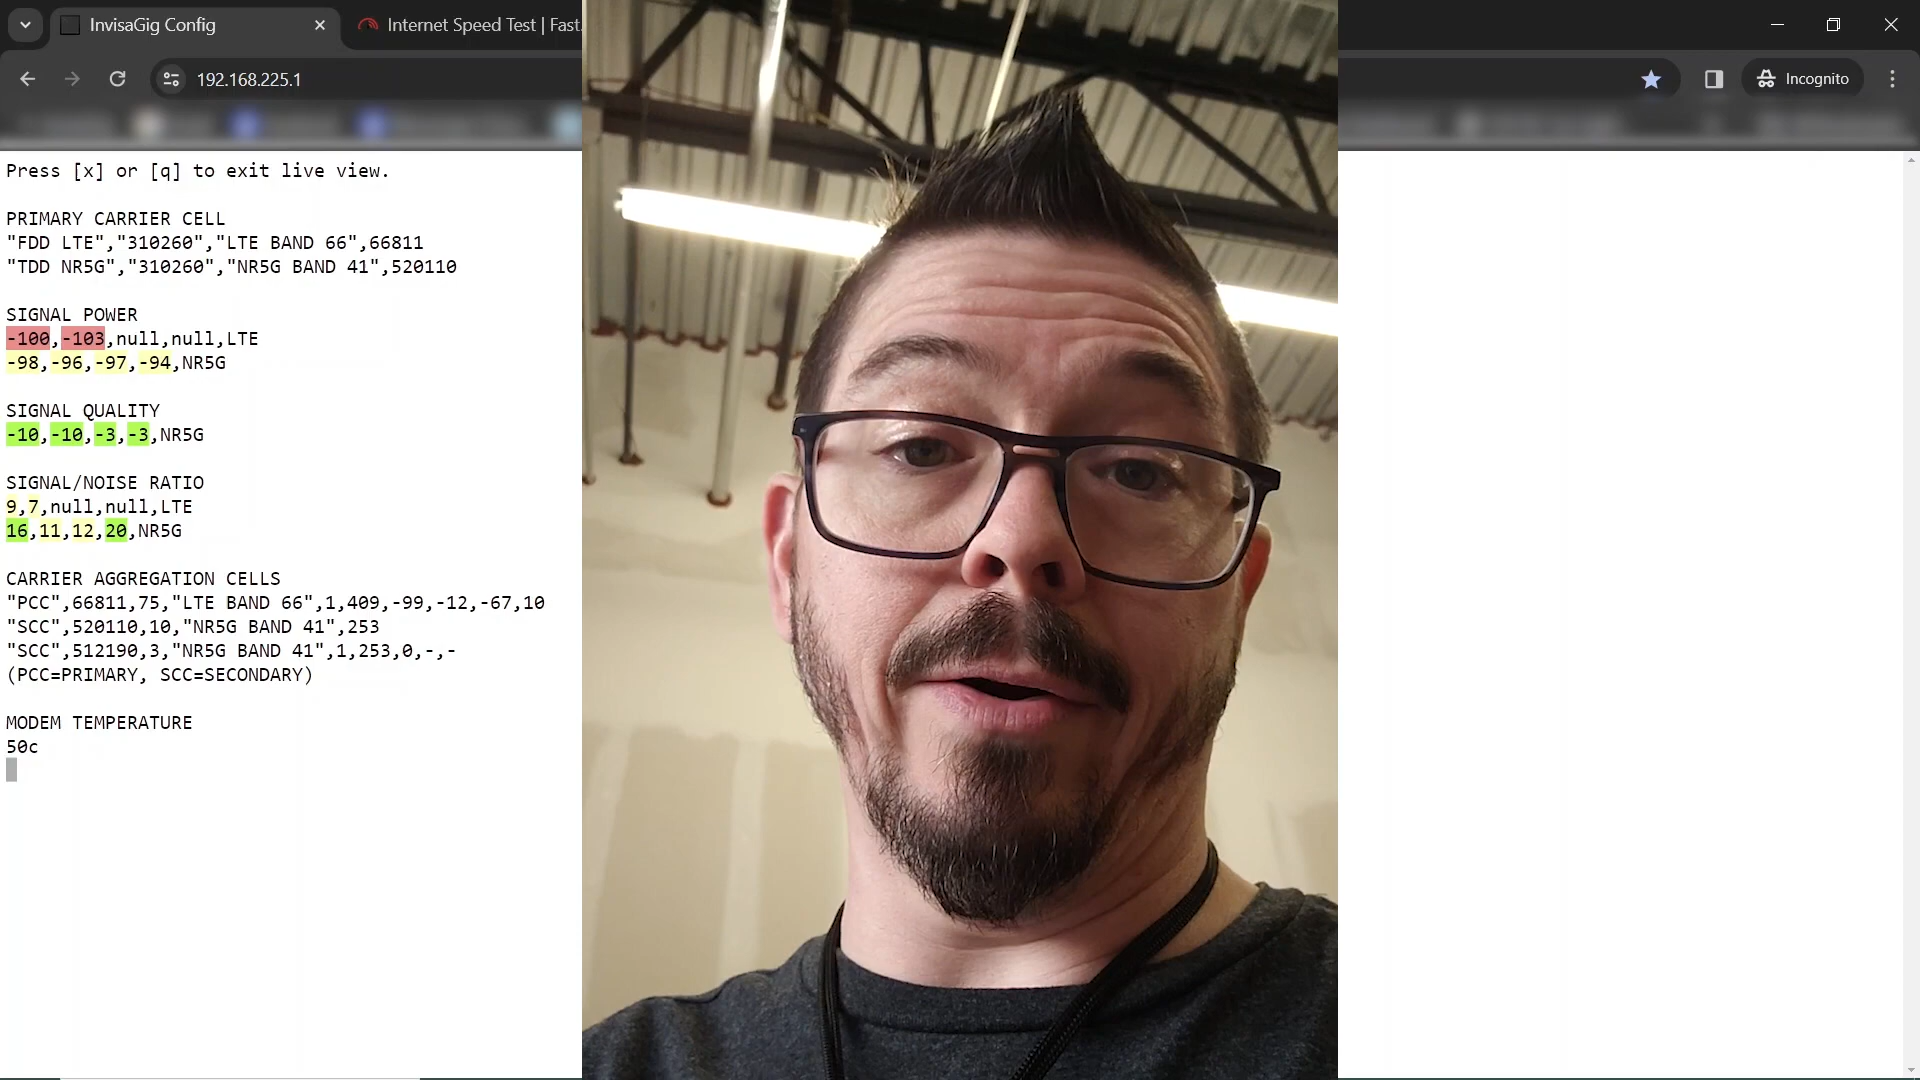 InvisaGig Config
Internet Speed Test | Fast.
192.168.225.1
Incognito
Press [x] or [q] to exit live view.
PRIMARY CARRIER CELL
"FDD LTE","310260","LTE BAND 66",66811
"TDD NR5G","310260","NR5G BAND 41",520110
SIGNAL POWER
-100,-103,null,null,LTE
-98,-96,-97,-94,NR5G
SIGNAL QUALITY
-10,-10,-3,-3,NR5G
SIGNAL/NOISE RATIO
9,7,null,null,LTE
16,11,12,20,NR5G
CARRIER AGGREGATION CELLS
"PCC",66811,75,"LTE BAND 66",1,409,-99,-12,-67,10
"SCC",520110,10,"NR5G BAND 41",253
"SCC",512190,3,"NR5G BAND 41",1,253,0,-,-
(PCC=PRIMARY, SCC=SECONDARY)
MODEM TEMPERATURE
50c